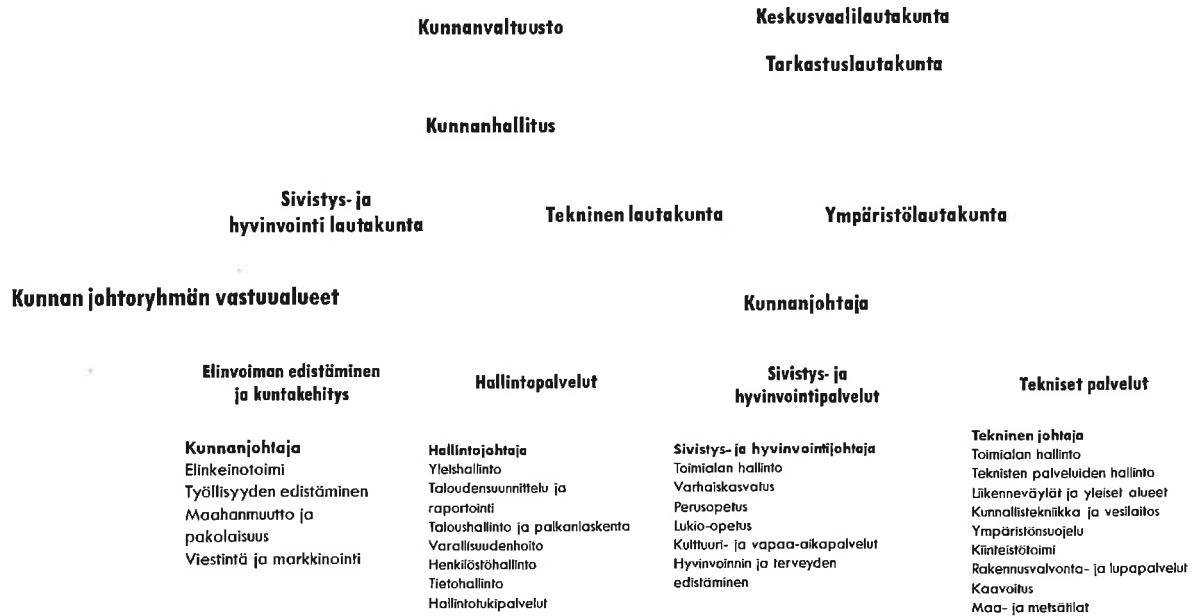 Kunnanvaltuusto
Keskusvaalilautakunta
Tarkastuslautakunta
Kunnanhallitus
Sivistys- ja
hyvinvointi lautakunta
Tekninen lautakunta
Ympäristölautakunta
Kunnan johtoryhmän vastuualueet
Kunnanjohtaja
Elinvoiman edistäminen
ja kuntakehitys
Kunnanjohtaja
Elinkeinotoimi
Työllisyyden edistäminen
Maahanmuutto ja
pakolaisuus
Viestintä ja markkinointi
Hallintopalvelut
Hallintojohtaja
Yleishallinto
Taloudensuunnittelu ja
raportointi
Taloushallinto ja palkanlaskenta
Varallisuudenhoito
Henkilöstöhallinto
Tietohallinto
Hallintotukipalvelut
Sivistys- ja
hyvinvointipalvelut
Sivistys- ja hyvinvointijohtaja
Toimialan hallinto
Varhaiskasvatus
Perusopetus
Lukio-opetus
Kulttuuri- ja vapaa-aikapalvelut
Hyvinvoinnin ja terveyden
edistäminen
Tekniset palvelut
Tekninen johtaja
Toimialan hallinto
Teknisten palveluiden hallinto
Liikenneväylät ja yleiset alueet
Kunnallistekniikka ja vesilaitos
Ympäristönsuojelu
Kiinteistötoimi
Rakennusvalvonta- ja lupapalvelut
Kaavoitus
Maa- ja metsätilat